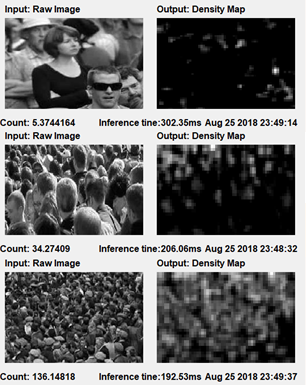 Input: Raw Image Output: Density Map
Count: 5.3744164 Inference tine:302.35ms Aug 25 2018 23:49:14
Input: Raw Image Output: Density Map
Count: 34.27409 Inference tine:206.06ms Aug 25 2018 23:48:32
Input: Raw Image Output: Density Map
Count: 136.14818 Inference tine:192.53ms Aug 25 2018 23:49:37